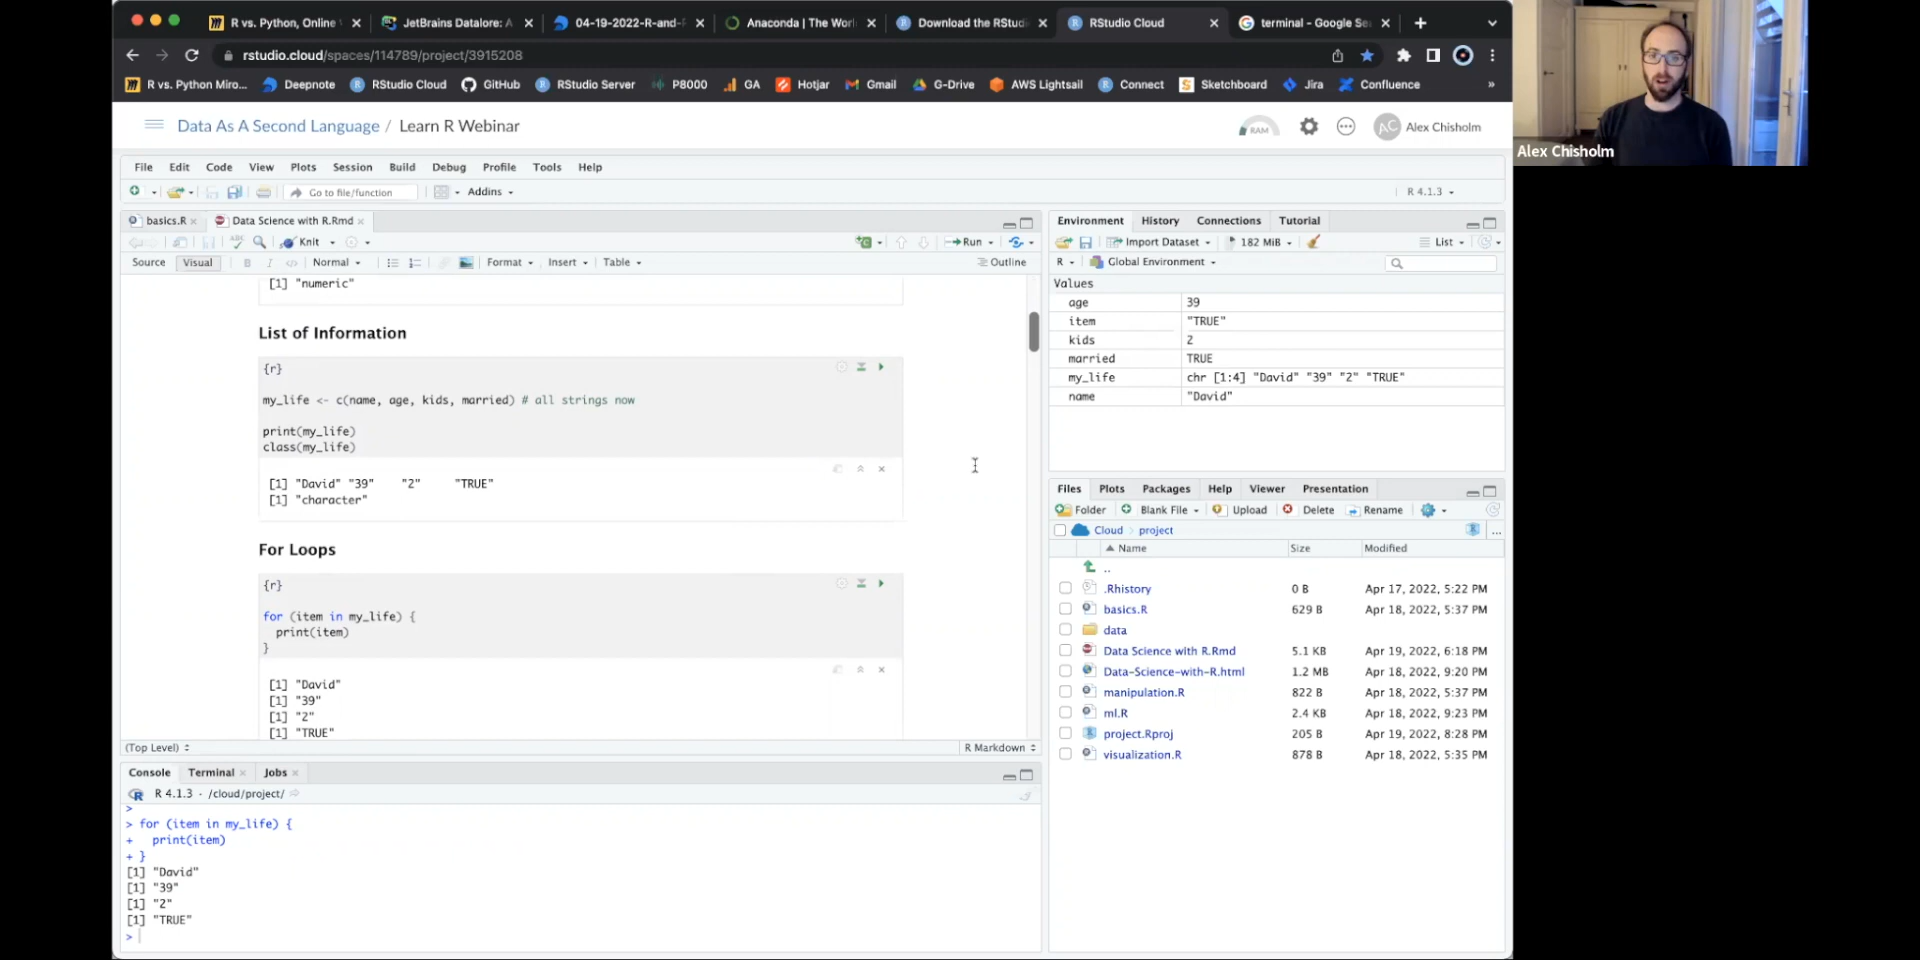 R vs. Python, Online
JetBrains Datalore: A
04-19-2022-R-and-
Anaconda | The Worl
Download the RStud
RStudio Cloud
terminal - Google Se
rstudio.cloud/spaces/114789/project/3915208
R vs. Python Miro...
Deepnote
RStudio Cloud
GitHub
RStudio Server
P8000
GA
Hotjar
Gmail
G-Drive
AWS Lightsail
Connect
Sketchboard
Jira
Confluence
»
Data As A Second Language / Learn R Webinar
RAM
AC Alex Chisholm
Alex Chisholm
File Edit Code View Plots Session Build Debug Profile Tools Help
Go to file/function
Addins
R 4.1.3
basics.R
Data Science with R.Rmd
Knit
Run
Source Visual B I </> Normal Format Insert Table Outline
[1] "numeric"
List of Information
{r}
my_life <- c(name, age, kids, married) # all strings now
print(my_life)
class(my_life)
[1] "David" "39" "2" "TRUE"
[1] "character"
For Loops
{r}
for (item in my_life) {
print(item)
}
[1] "David"
[1] "39"
[1] "2"
[1] "TRUE"
(Top Level)
R Markdown
Console Terminal Jobs
R 4.1.3 · /cloud/project/
>
> for (item in my_life) {
+ print(item)
+ }
[1] "David"
[1] "39"
[1] "2"
[1] "TRUE"
>
Environment History Connections Tutorial
Import Dataset 182 MiB List
R Global Environment
Values
age 39
item "TRUE"
kids 2
married TRUE
my_life chr [1:4] "David" "39" "2" "TRUE"
name "David"
Files Plots Packages Help Viewer Presentation
Folder Blank File Upload Delete Rename
Cloud > project ...
Name Size Modified
..
.Rhistory 0 B Apr 17, 2022, 5:22 PM
basics.R 629 B Apr 18, 2022, 5:37 PM
data
Data Science with R.Rmd 5.1 KB Apr 19, 2022, 6:18 PM
Data-Science-with-R.html 1.2 MB Apr 18, 2022, 9:20 PM
manipulation.R 822 B Apr 18, 2022, 5:37 PM
ml.R 2.4 KB Apr 18, 2022, 9:23 PM
project.Rproj 205 B Apr 19, 2022, 8:28 PM
visualization.R 878 B Apr 18, 2022, 5:35 PM